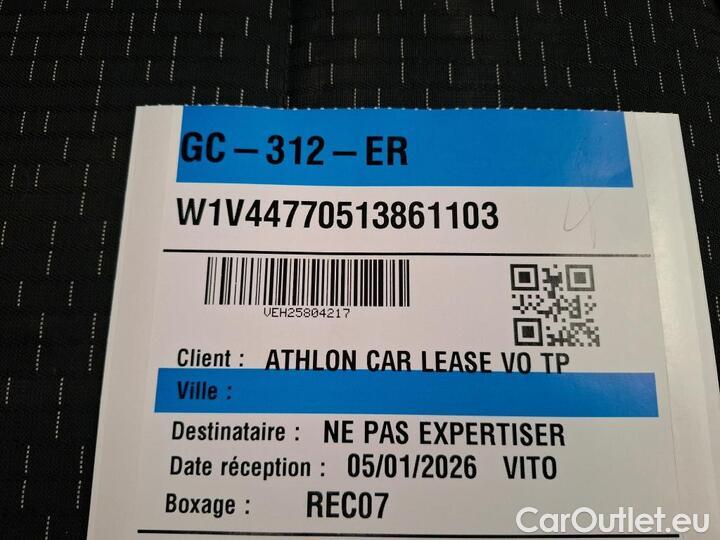 GC-312-ER
W1V44770513861103
VEH25804217
Client : ATHLON CAR LEASE VO TP
Ville :
Destinataire : NE PAS EXPERTISER
Date réception : 05/01/2026 VITO
Boxage : REC07
CarOutlet.eu